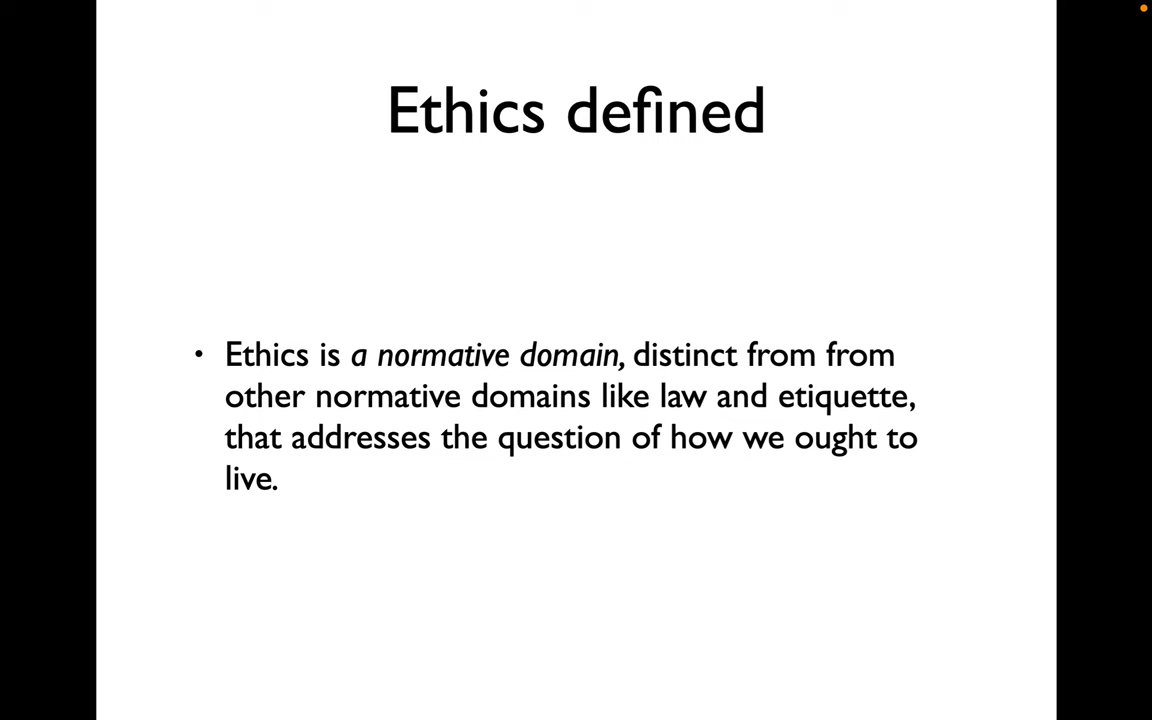 Ethics defined
• Ethics is a normative domain, distinct from from
other normative domains like law and etiquette,
that addresses the question of how we ought to
live.